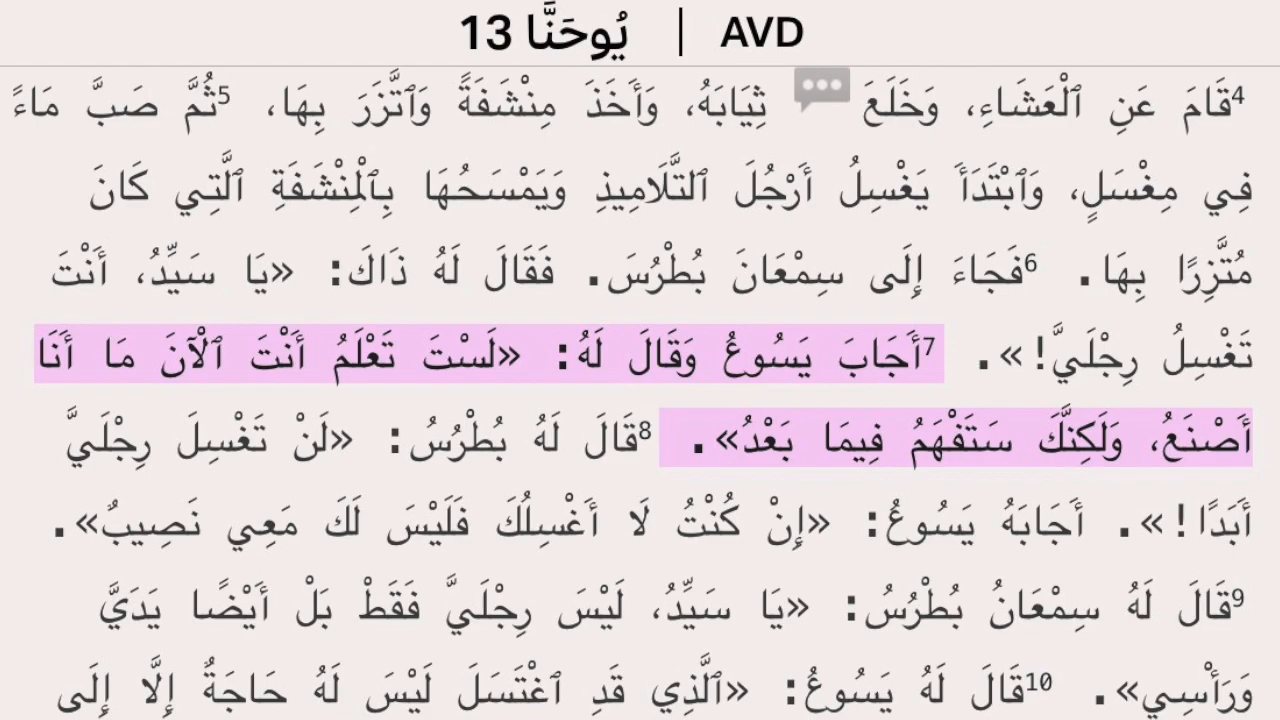 يُوحَنَّا 13 | AVD
4قَامَ عَنِ ٱلْعَشَاءِ، وَخَلَعَ ثِيَابَهُ، وَأَخَذَ مِنْشَفَةً وَٱتَّزَرَ بِهَا، 5ثُمَّ صَبَّ مَاءً
فِي مِغْسَلٍ، وَٱبْتَدَأَ يَغْسِلُ أَرْجُلَ ٱلتَّلَامِيذِ وَيَمْسَحُهَا بِٱلْمِنْشَفَةِ ٱلَّتِي كَانَ
مُتَّزِرًا بِهَا. 6فَجَاءَ إِلَى سِمْعَانَ بُطْرُسَ. فَقَالَ لَهُ ذَاكَ: «يَا سَيِّدُ، أَنْتَ
تَغْسِلُ رِجْلَيَّ!». 7أَجَابَ يَسُوعُ وَقَالَ لَهُ: «لَسْتَ تَعْلَمُ أَنْتَ ٱلْآنَ مَا أَنَا
أَصْنَعُ، وَلَكِنَّكَ سَتَفْهَمُ فِيمَا بَعْدُ». 8قَالَ لَهُ بُطْرُسُ: «لَنْ تَغْسِلَ رِجْلَيَّ
أَبَدًا!». أَجَابَهُ يَسُوعُ: «إِنْ كُنْتُ لَا أَغْسِلُكَ فَلَيْسَ لَكَ مَعِي نَصِيبٌ».
9قَالَ لَهُ سِمْعَانُ بُطْرُسُ: «يَا سَيِّدُ، لَيْسَ رِجْلَيَّ فَقَطْ بَلْ أَيْضًا يَدَيَّ
وَرَأْسِي». 10قَالَ لَهُ يَسُوعُ: «ٱلَّذِي قَدِ ٱغْتَسَلَ لَيْسَ لَهُ حَاجَةٌ إِلَّا إِلَى